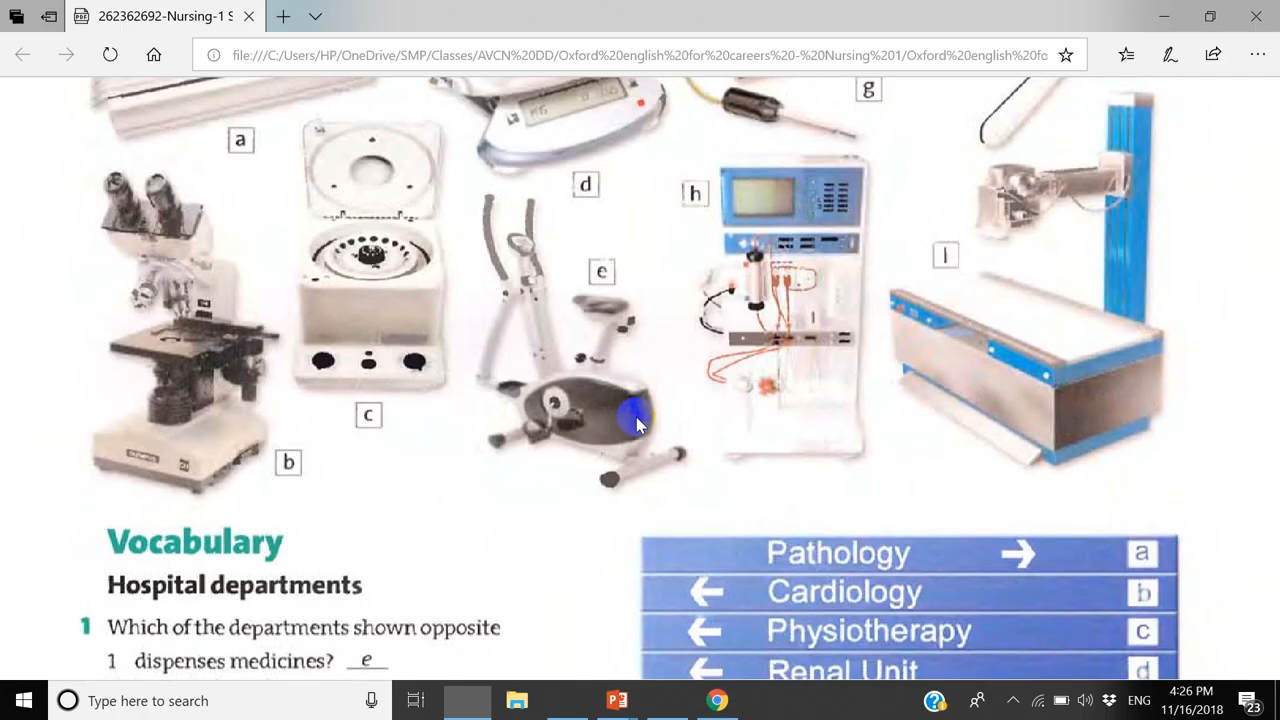 262362692-Nursing-1 S
file:///C:/Users/HP/OneDrive/SMP/Classes/AVCN%20DD/Oxford%20english%20for%20careers%20-%20Nursing%201/Oxford%20english%20fo
g
a
KG
d
h
e
l
c
OLYMPUS
b
Vocabulary
Hospital departments
1 Which of the departments shown opposite
1 dispenses medicines? e
Pathology → a
← Cardiology b
← Physiotherapy c
← Renal Unit d
Type here to search
ENG
4:26 PM
11/16/2018
23